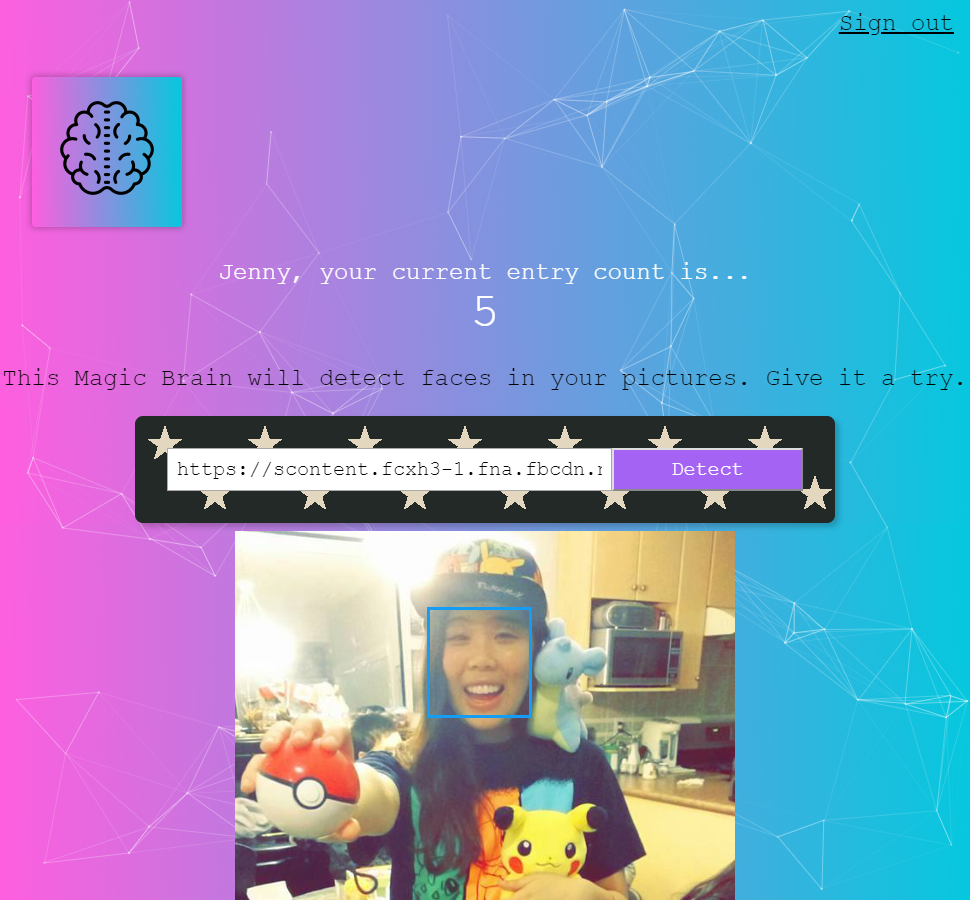 Sign out
Jenny, your current entry count is...
5
This Magic Brain will detect faces in your pictures. Give it a try.
https://scontent.fcxh3-1.fna.fbcdn.
Detect